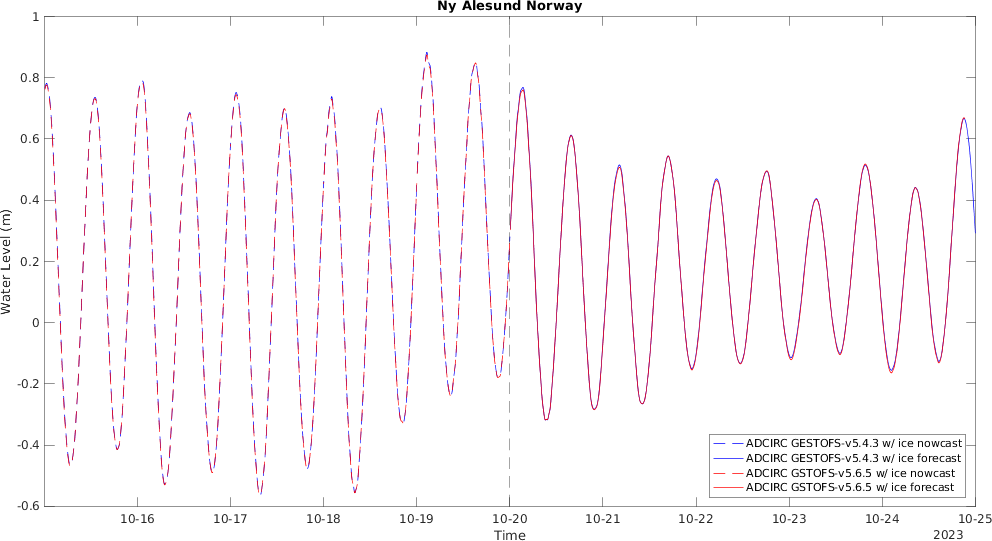 Ny Alesund Norway
1
0.8
0.6
0.4
0.2
0
-0.2
-0.4
-0.6
Water Level (m)
ADCIRC GESTOFS-v5.4.3 w/ ice nowcast
ADCIRC GESTOFS-v5.4.3 w/ ice forecast
ADCIRC GSTOFS-v5.6.5 w/ ice nowcast
ADCIRC GSTOFS-v5.6.5 w/ ice forecast
10-16 10-17 10-18 10-19 10-20 10-21 10-22 10-23 10-24 10-25
Time
2023